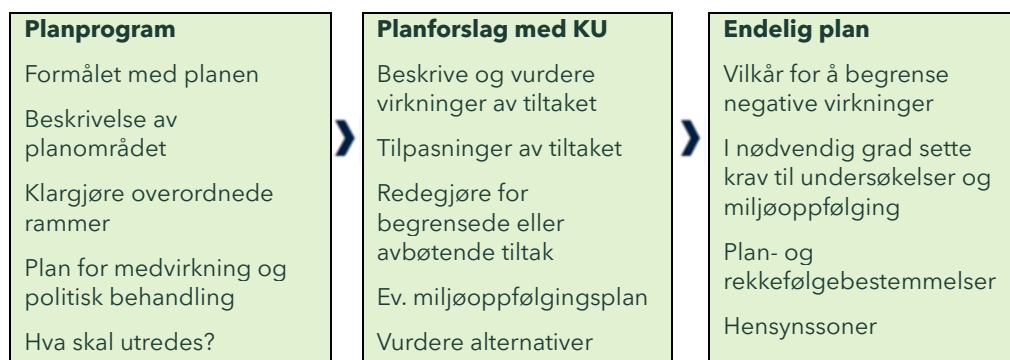 Planprogram
Formålet med planen
Beskrivelse av
planområdet
Klargjøre overordnede
rammer
Plan for medvirkning og
politisk behandling
Hva skal utredes?
Planforslag med KU
Beskrive og vurdere
virkninger av tiltaket
Tilpasninger av tiltaket
Redegjøre for
begrensede eller
avbøtende tiltak
Ev. miljøoppfølgingsplan
Vurdere alternativer
Endelig plan
Vilkår for å begrense
negative virkninger
I nødvendig grad sette
krav til undersøkelser og
miljøoppfølging
Plan- og
rekkefølgebestemmelser
Hensynssoner